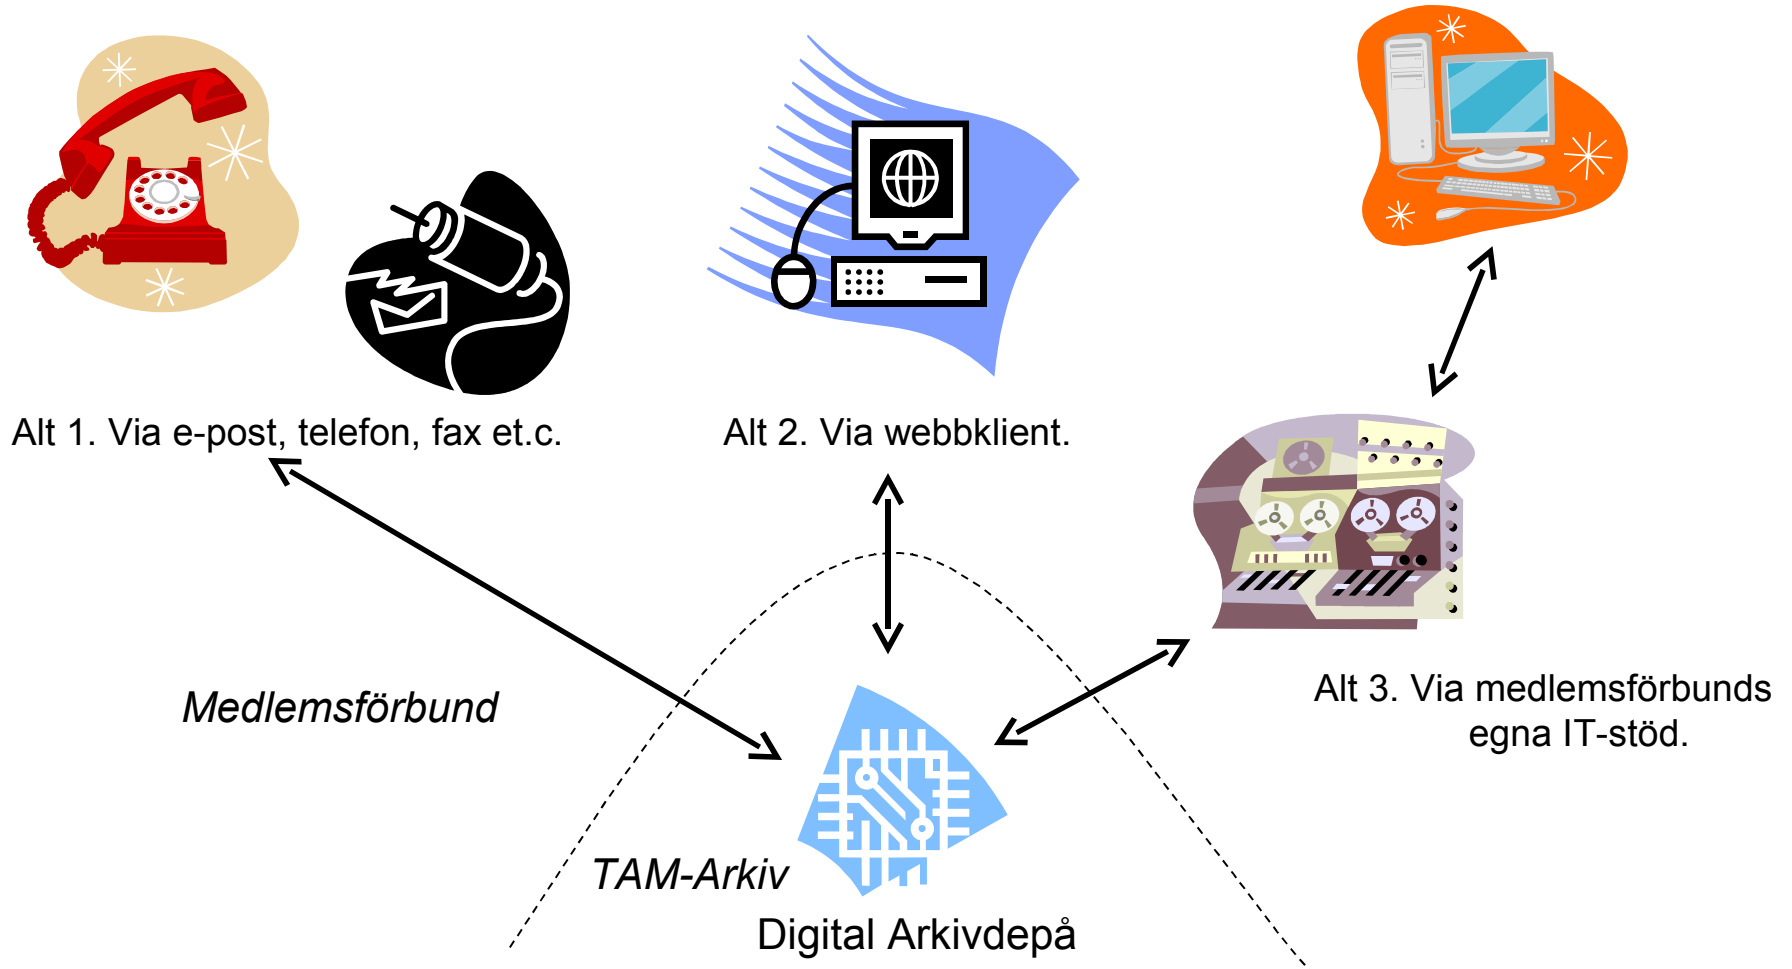 Alt 1. Via e-post, telefon, fax et.c.
Alt 2. Via webbklient.
Alt 3. Via medlemsförbunds
egna IT-stöd.
Medlemsförbund
TAM-Arkiv
Digital Arkivdepå